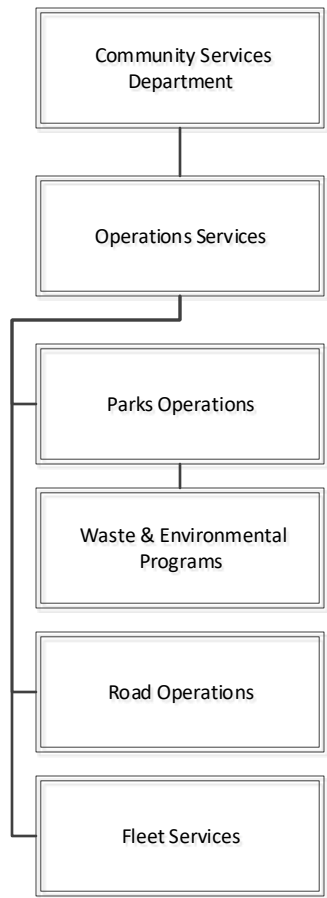 Community Services
Department
Operations Services
Parks Operations
Waste & Environmental
Programs
Road Operations
Fleet Services